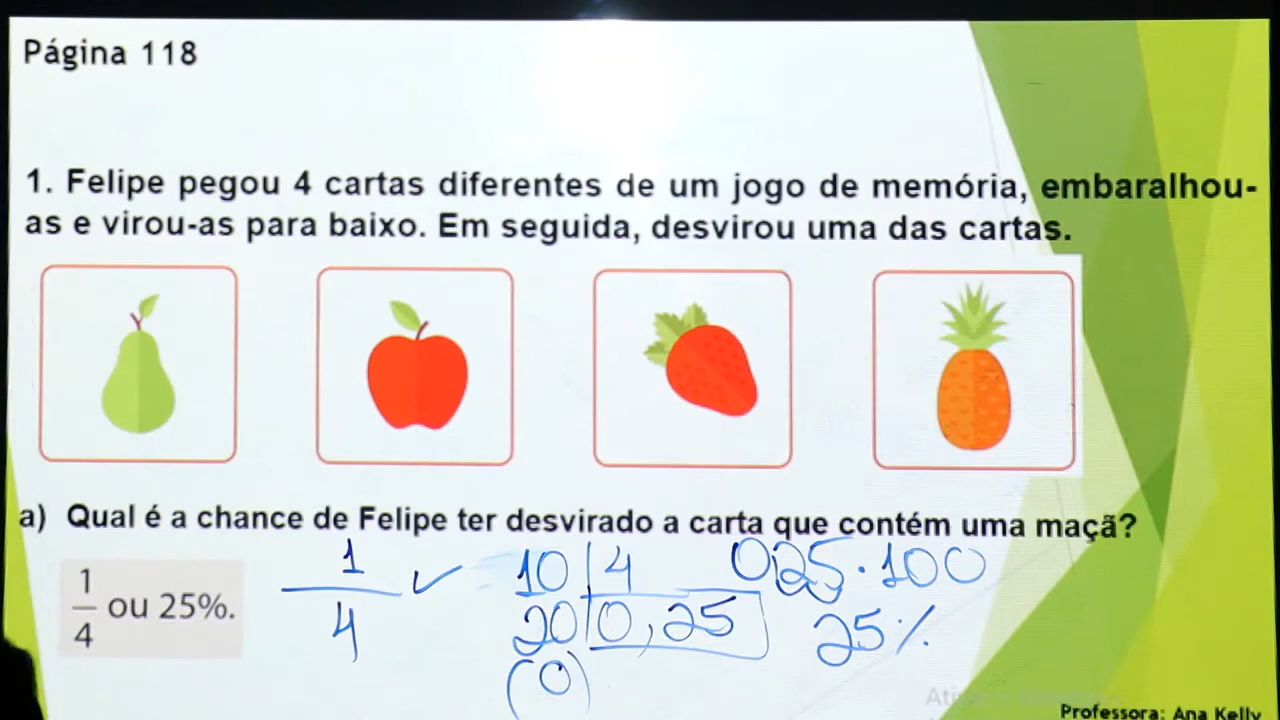 Página 118
1. Felipe pegou 4 cartas diferentes de um jogo de memória, embaralhou-
as e virou-as para baixo. Em seguida, desvirou uma das cartas.
a) Qual é a chance de Felipe ter desvirado a carta que contém uma maçã?
1/4 ou 25%.
1/4 ✓
10 | 4
20 | 0,25
(0)
0,25 . 100
25%
Professora: Ana Kelly